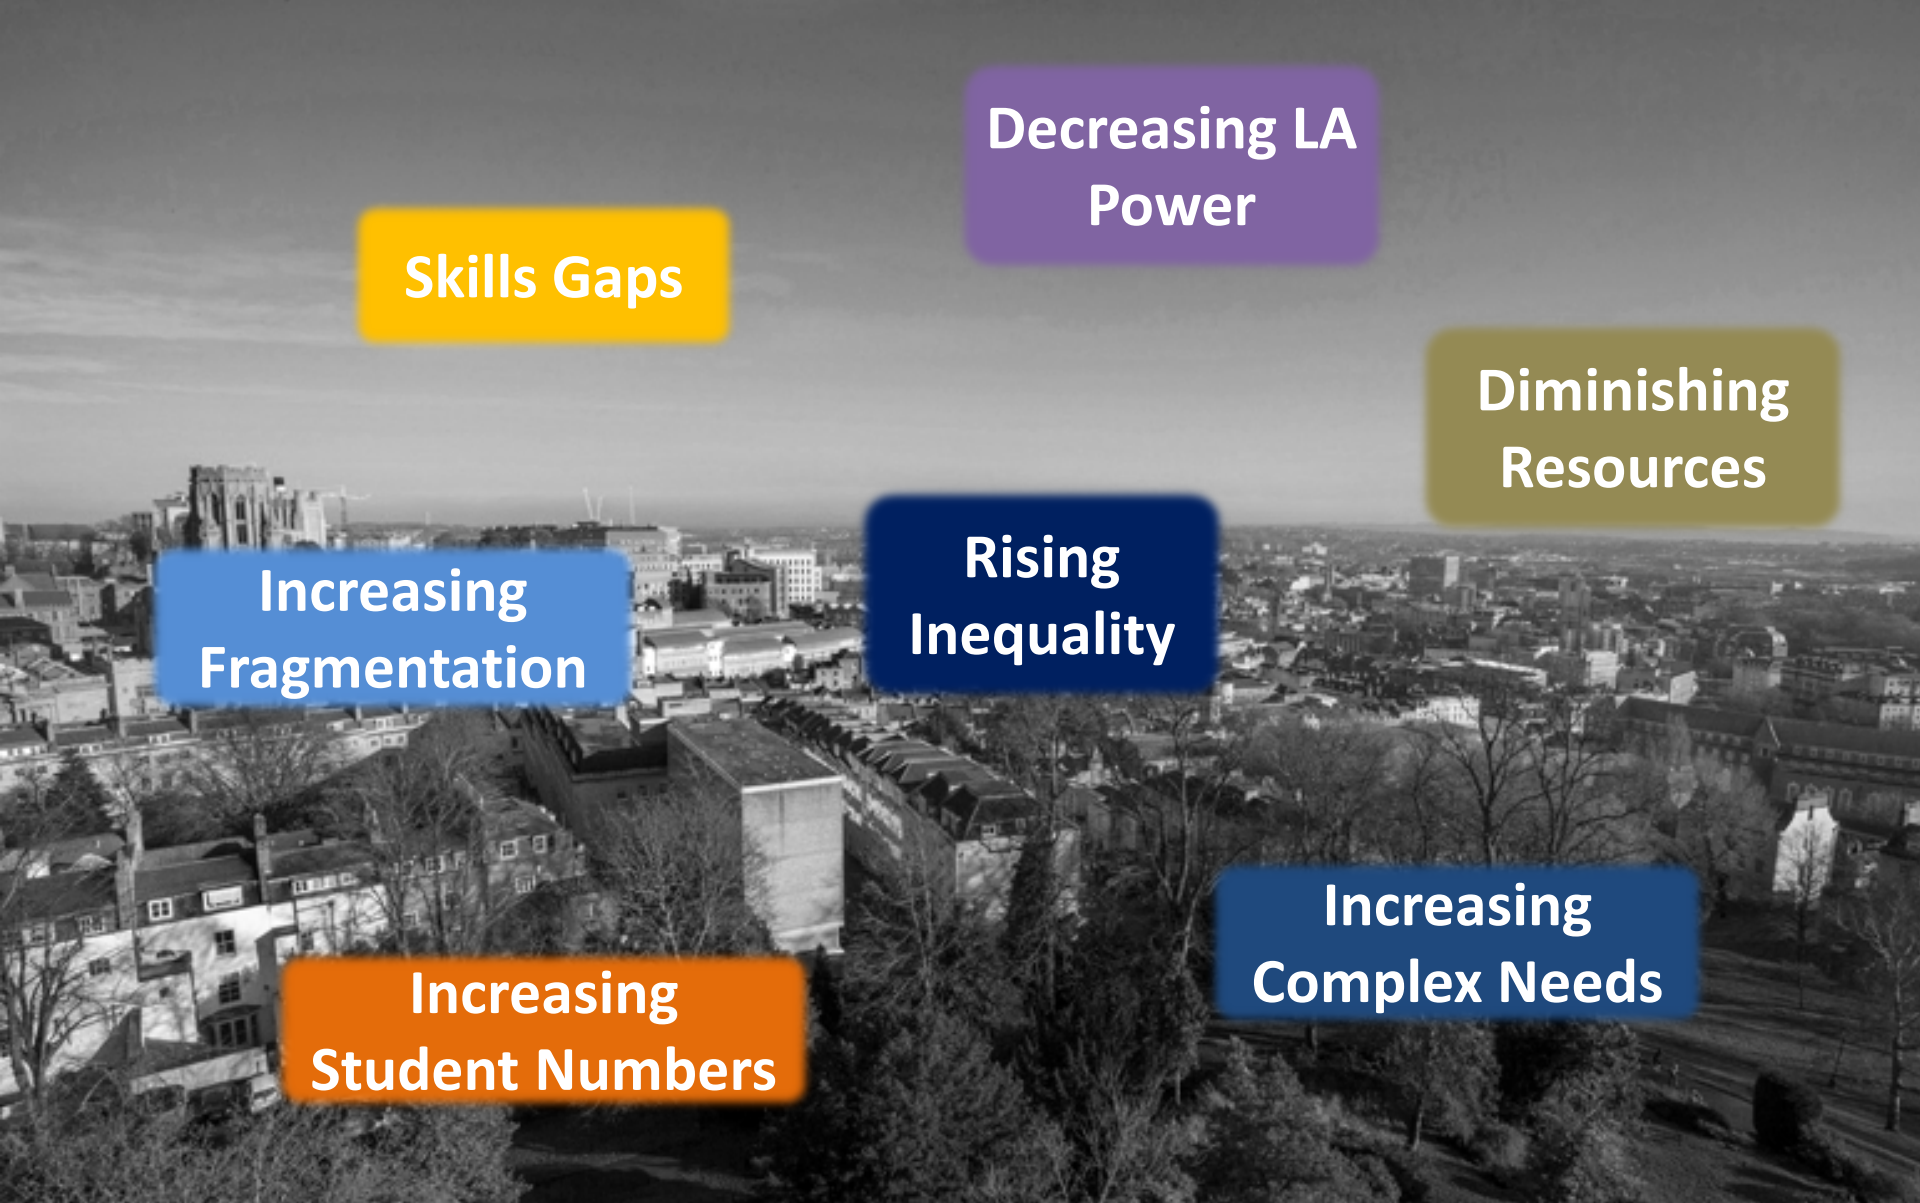 Decreasing LA
Power
Skills Gaps
Diminishing
Resources
Rising
Inequality
Increasing
Fragmentation
Increasing
Complex Needs
Increasing
Student Numbers